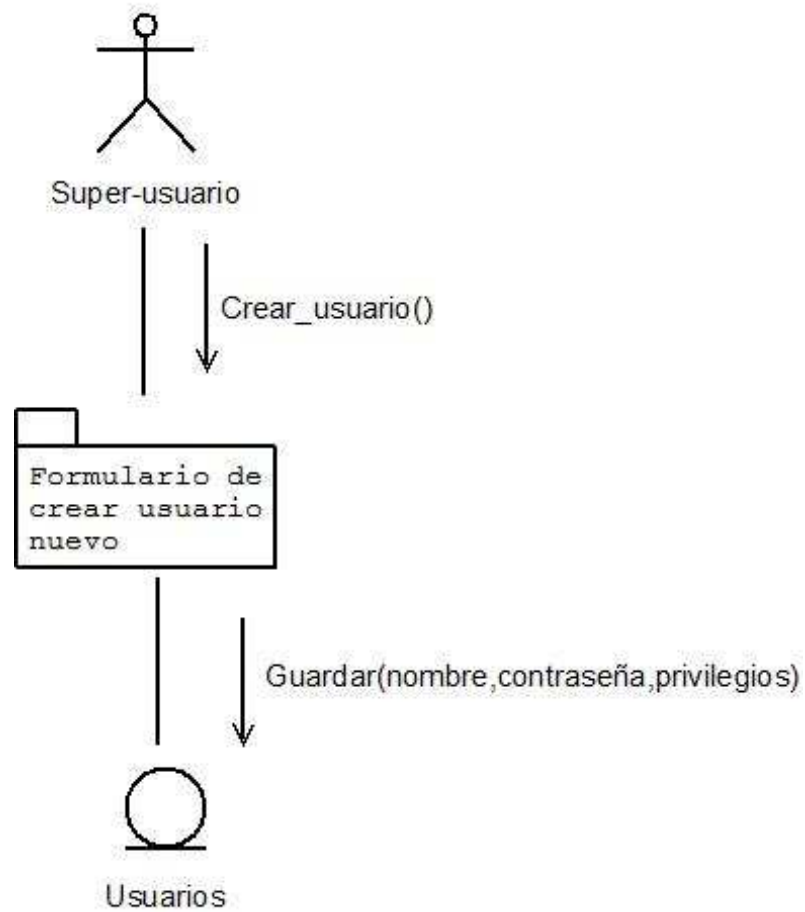 Super-usuario
Crear_usuario()
Formulario de
crear usuario
nuevo
Guardar(nombre,contraseña,privilegios)
Usuarios